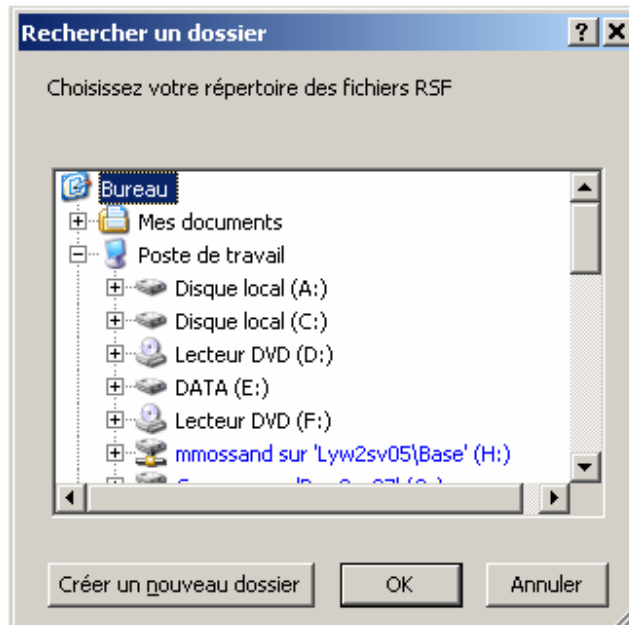 Rechercher un dossier
Choisissez votre répertoire des fichiers RSF
Bureau
Mes documents
Poste de travail
Disque local (A:)
Disque local (C:)
Lecteur DVD (D:)
DATA (E:)
Lecteur DVD (F:)
mmossand sur 'Lyw2sv05\Base' (H:)
Créer un nouveau dossier OK Annuler